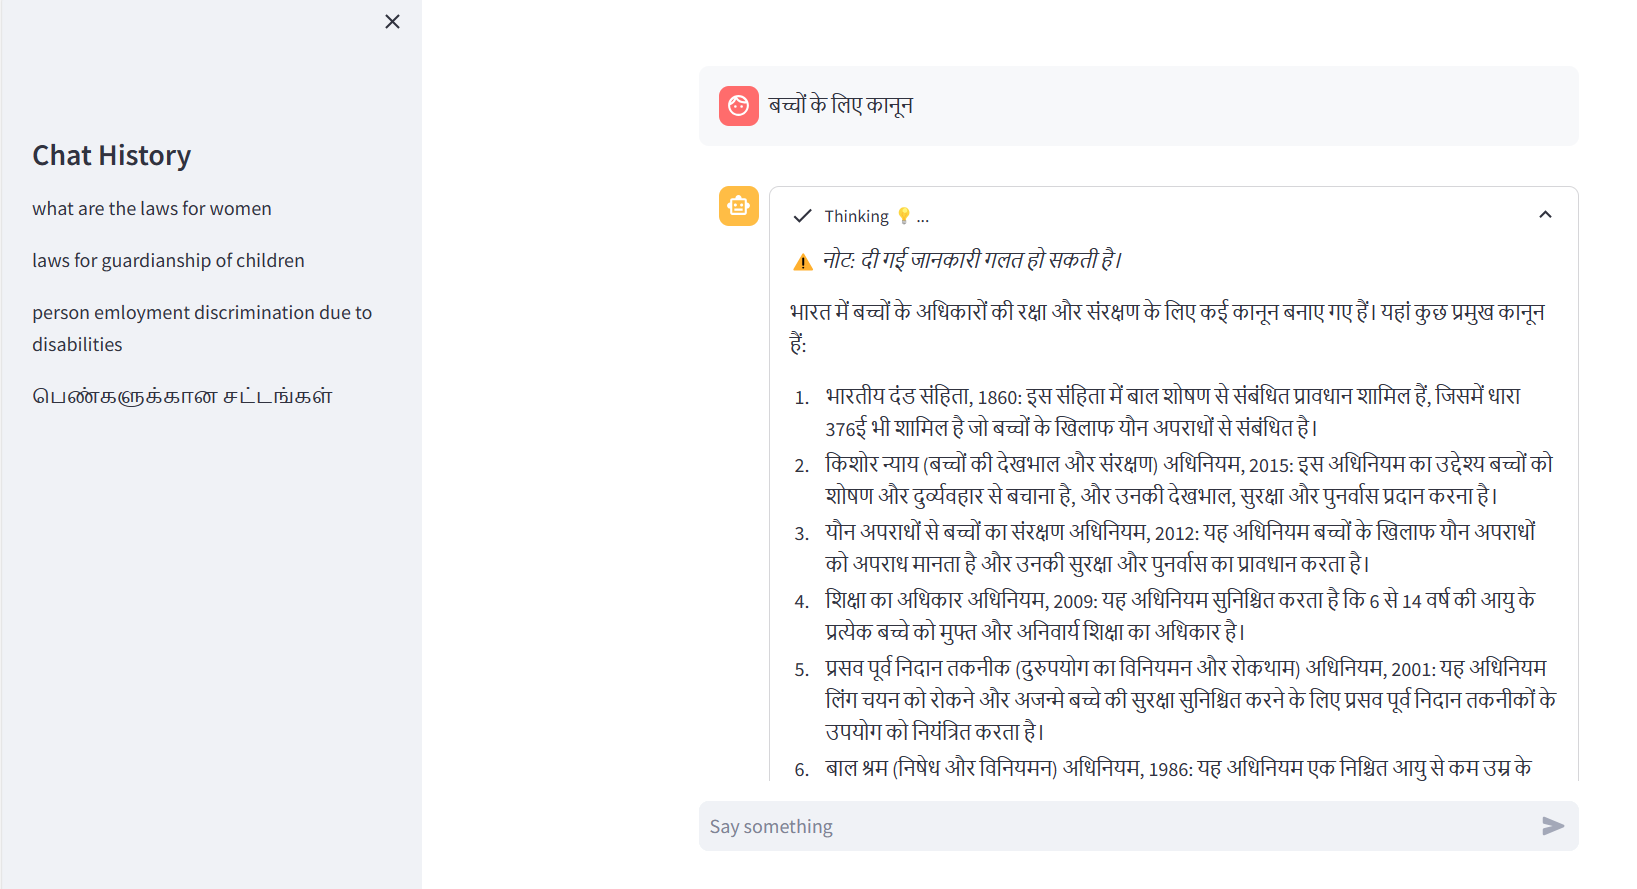 Chat History
what are the laws for women
laws for guardianship of children
person emloyment discrimination due to
disabilities
பெண்களுக்கான சட்டங்கள்
बच्चों के लिए कानून
Thinking 💡 ...
⚠️ नोट: दी गई जानकारी गलत हो सकती है।
भारत में बच्चों के अधिकारों की रक्षा और संरक्षण के लिए कई कानून बनाए गए हैं। यहां कुछ प्रमुख कानून
हैं:
1. भारतीय दंड संहिता, 1860: इस संहिता में बाल शोषण से संबंधित प्रावधान शामिल हैं, जिसमें धारा
376ई भी शामिल है जो बच्चों के खिलाफ यौन अपराधों से संबंधित है।
2. किशोर न्याय (बच्चों की देखभाल और संरक्षण) अधिनियम, 2015: इस अधिनियम का उद्देश्य बच्चों को
शोषण और दुर्व्यवहार से बचाना है, और उनकी देखभाल, सुरक्षा और पुनर्वास प्रदान करना है।
3. यौन अपराधों से बच्चों का संरक्षण अधिनियम, 2012: यह अधिनियम बच्चों के खिलाफ यौन अपराधों
को अपराध मानता है और उनकी सुरक्षा और पुनर्वास का प्रावधान करता है।
4. शिक्षा का अधिकार अधिनियम, 2009: यह अधिनियम सुनिश्चित करता है कि 6 से 14 वर्ष की आयु के
प्रत्येक बच्चे को मुफ्त और अनिवार्य शिक्षा का अधिकार है।
5. प्रसव पूर्व निदान तकनीक (दुरुपयोग का विनियमन और रोकथाम) अधिनियम, 2001: यह अधिनियम
लिंग चयन को रोकने और अजन्मे बच्चे की सुरक्षा सुनिश्चित करने के लिए प्रसव पूर्व निदान तकनीकों के
उपयोग को नियंत्रित करता है।
6. बाल श्रम (निषेध और विनियमन) अधिनियम, 1986: यह अधिनियम एक निश्चित आयु से कम उम्र के
Say something